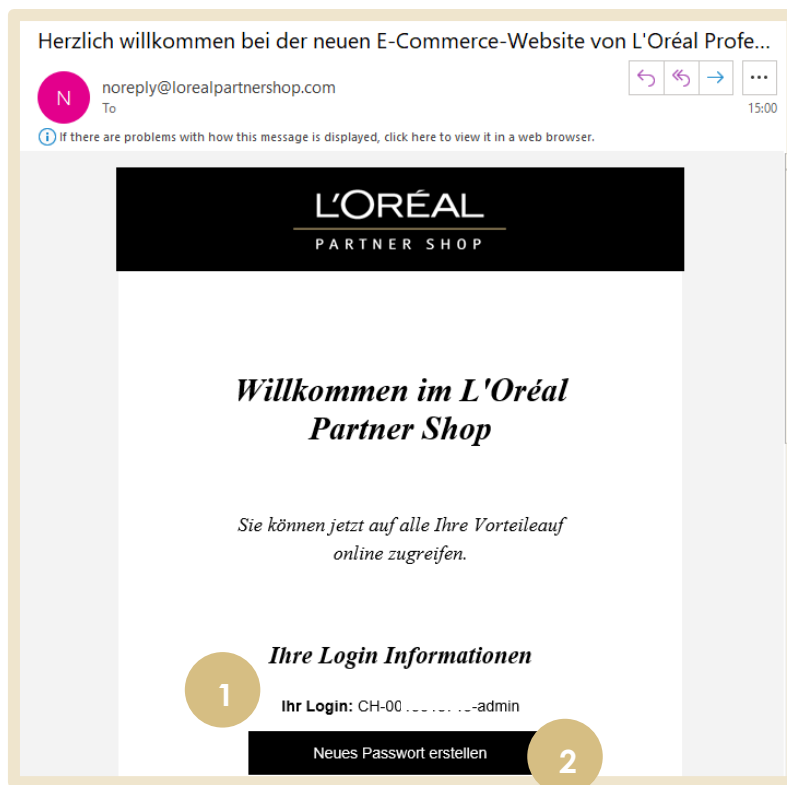 Herzlich willkommen bei der neuen E-Commerce-Website von L'Oréal Profe...
N
noreply@lorealpartnershop.com
To
15:00
If there are problems with how this message is displayed, click here to view it in a web browser.
L'ORÉAL
PARTNER SHOP
Willkommen im L'Oréal
Partner Shop
Sie können jetzt auf alle Ihre Vorteileauf
online zugreifen.
Ihre Login Informationen
1
Ihr Login: CH-00 -admin
Neues Passwort erstellen
2